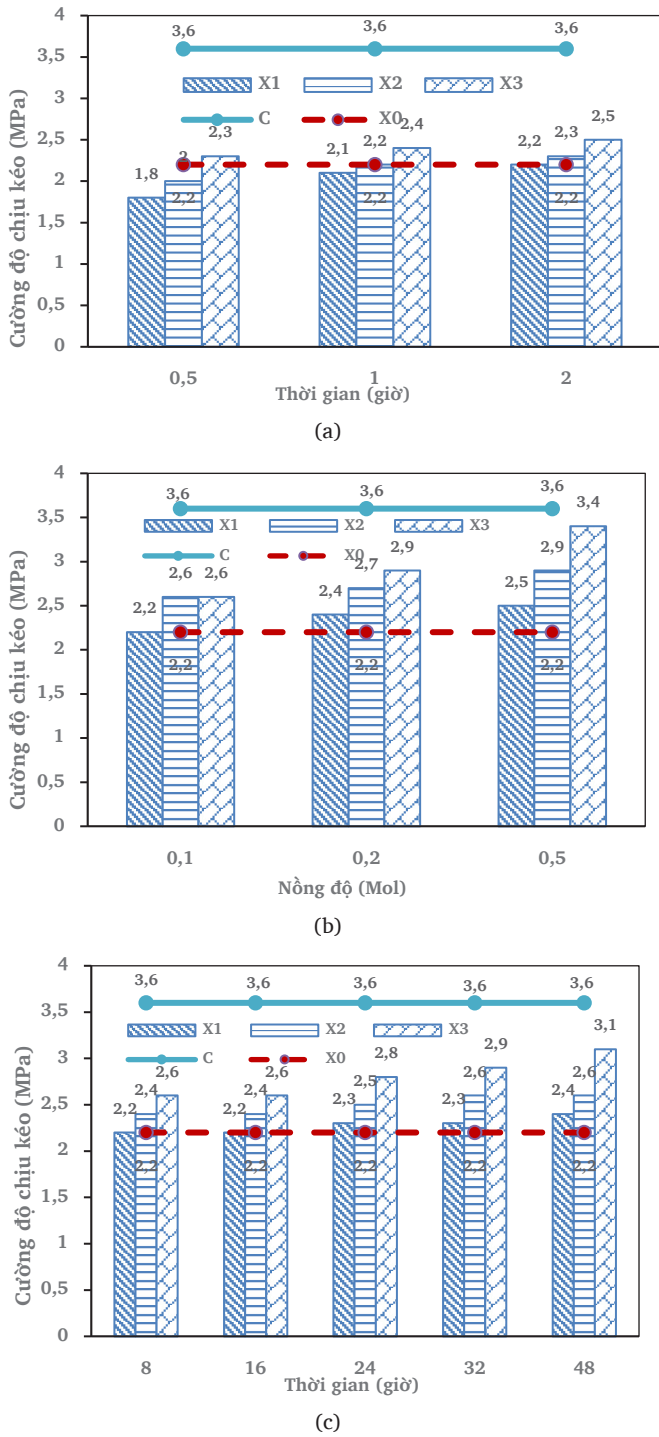 4
3,5
3
2,5
2
1,5
1
0,5
0
Cường độ chịu kéo (MPa)
3,6 3,6 3,6
X1 X2 X3
C X0
1,8 2 2,3 2,1 2,2 2,4 2,2 2,3 2,5
2,2 2,2 2,2
0,5 1 2
Thời gian (giờ)
(a)
4
3,5
3
2,5
2
1,5
1
0,5
0
Cường độ chịu kéo (MPa)
3,6 3,6 3,6
X1 X2 X3
C X0
2,2 2,6 2,6 2,4 2,7 2,9 2,5 2,9 3,4
2,2 2,2 2,2
0,1 0,2 0,5
Nồng độ (Mol)
(b)
4
3,5
3
2,5
2
1,5
1
0,5
0
Cường độ chịu kéo (MPa)
3,6 3,6 3,6 3,6 3,6
X1 X2 X3
C X0
2,2 2,4 2,6 2,2 2,4 2,6 2,3 2,5 2,8 2,3 2,6 2,9 2,4 2,6 3,1
2,2 2,2 2,2 2,2 2,2
8 16 24 32 48
Thời gian (giờ)
(c)